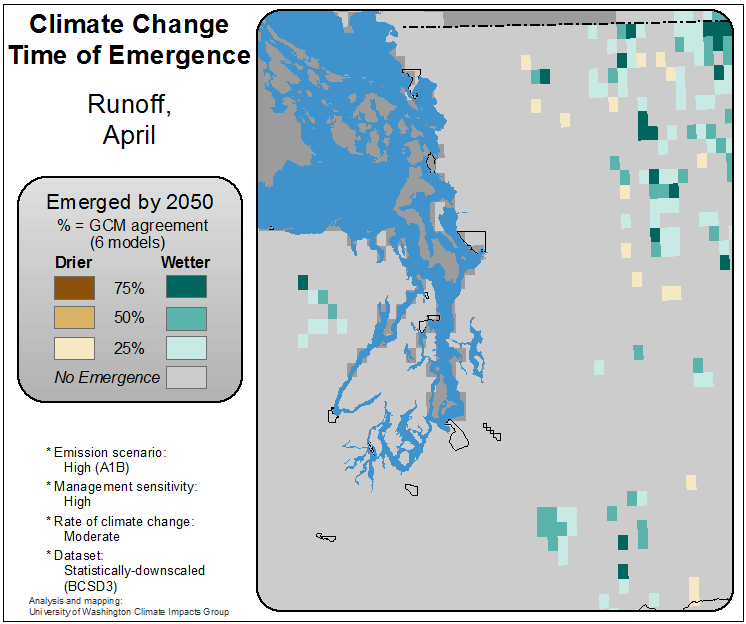 Climate Change
Time of Emergence
Runoff,
April
Emerged by 2050
% = GCM agreement
(6 models)
Drier Wetter
75%
50%
25%
No Emergence
* Emission scenario:
High (A1B)
* Management sensitivity:
High
* Rate of climate change:
Moderate
* Dataset:
Statistically-downscaled
(BCSD3)
Analysis and mapping:
University of Washington Climate Impacts Group